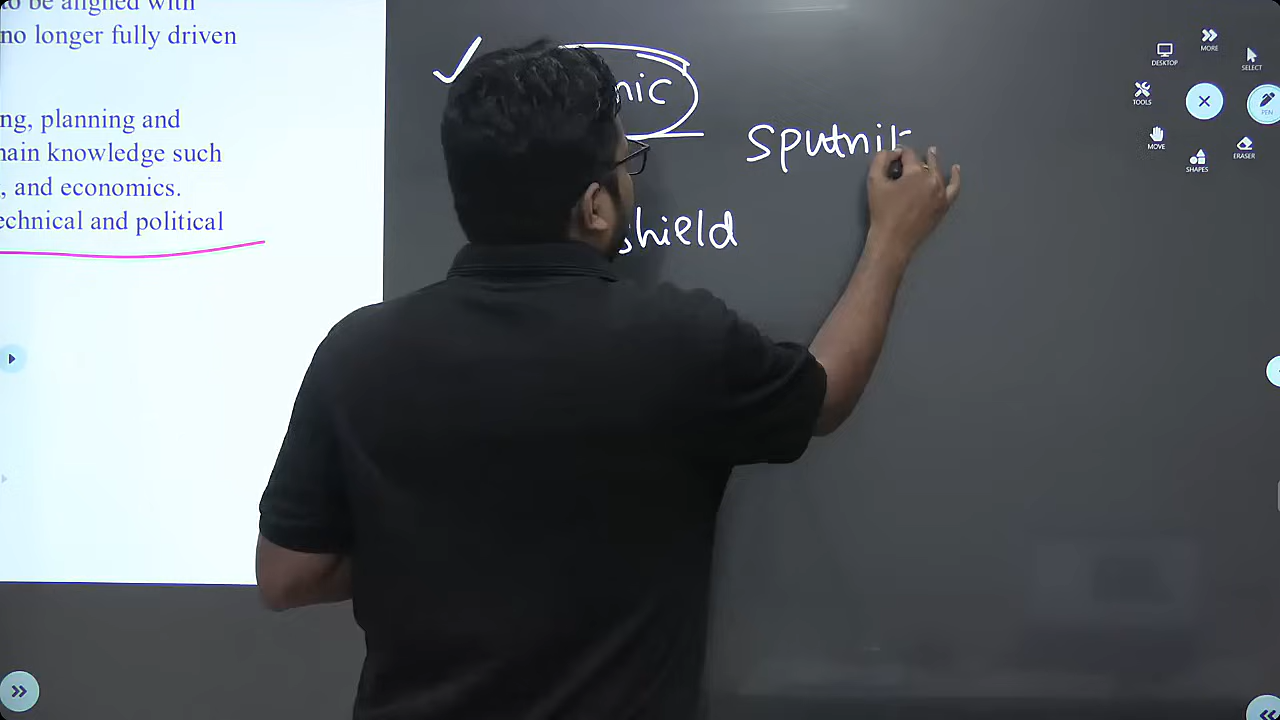 to be aligned with
no longer fully driven
ng, planning and
main knowledge such
, and economics.
echnical and political
nic
sputnik
shield
DESKTOP
MORE
SELECT
TOOLS
PEN
MOVE
SHAPES
ERASER